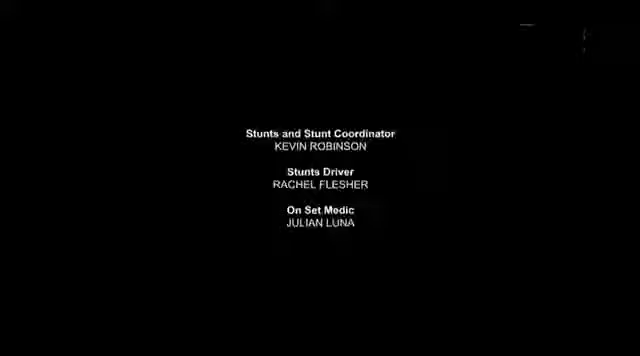 Stunts and Stunt Coordinator
KEVIN ROBINSON
Stunts Driver
RACHEL FLESHER
On Set Medic
JULIAN LUNA